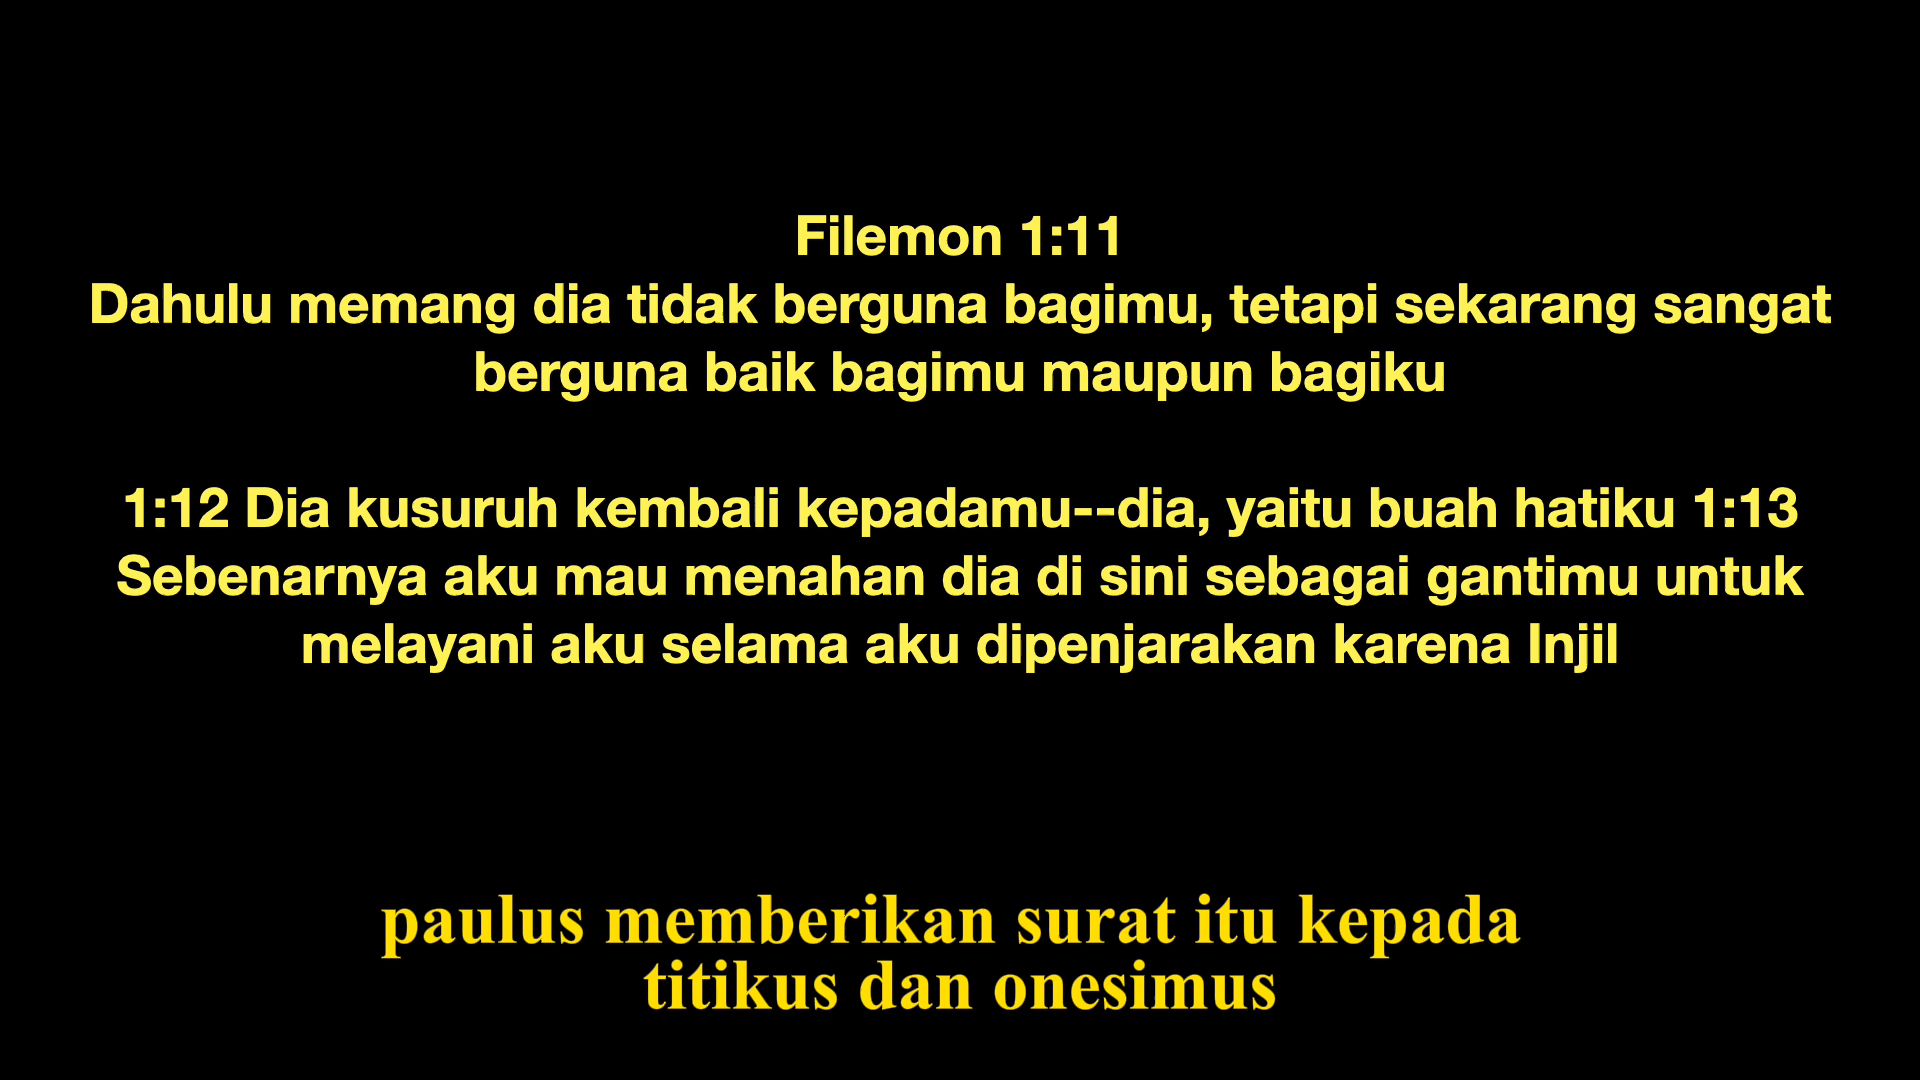 Filemon 1:11
Dahulu memang dia tidak berguna bagimu, tetapi sekarang sangat
berguna baik bagimu maupun bagiku
1:12 Dia kusuruh kembali kepadamu--dia, yaitu buah hatiku 1:13
Sebenarnya aku mau menahan dia di sini sebagai gantimu untuk
melayani aku selama aku dipenjarakan karena Injil
paulus memberikan surat itu kepada
titikus dan onesimus